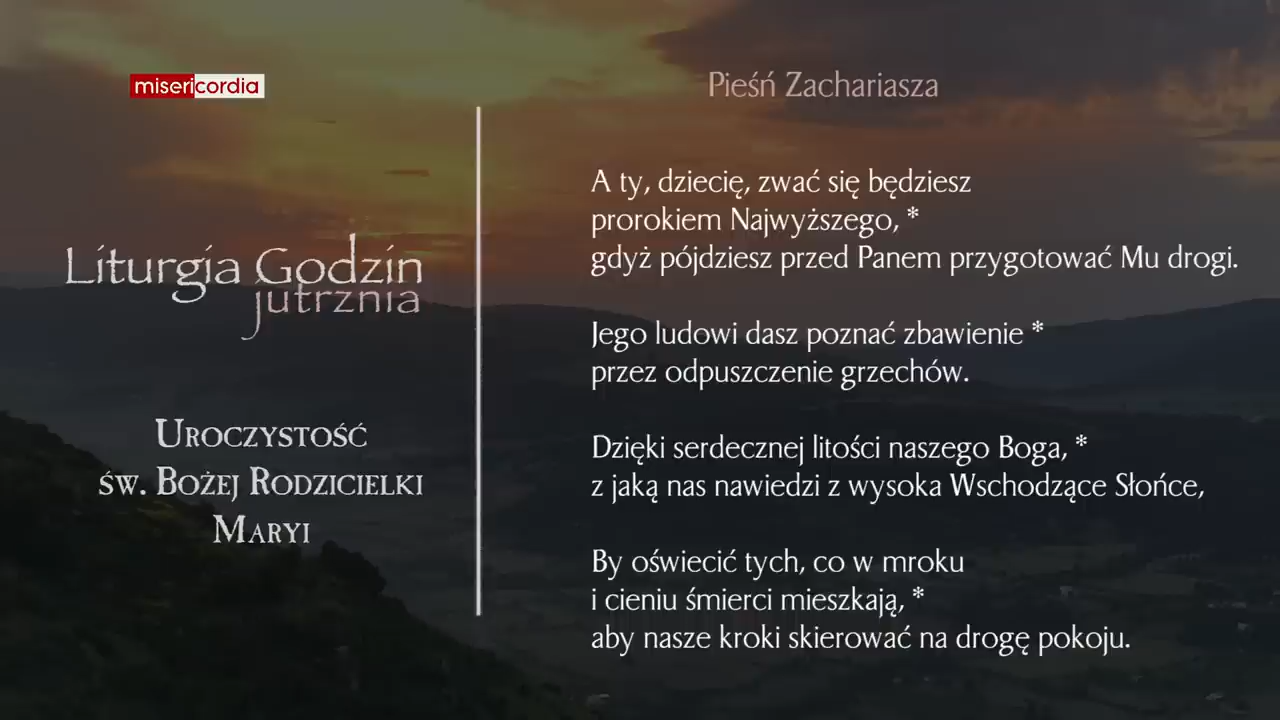 misericordia
Liturgia Godzin
jutrznia
Uroczystość
św. Bożej Rodzicielki
Maryi
Pieśń Zachariasza
A ty, dziecię, zwać się będziesz
prorokiem Najwyższego, *
gdyż pójdziesz przed Panem przygotować Mu drogi.
Jego ludowi dasz poznać zbawienie *
przez odpuszczenie grzechów.
Dzięki serdecznej litości naszego Boga, *
z jaką nas nawiedzi z wysoka Wschodzące Słońce,
By oświecić tych, co w mroku
i cieniu śmierci mieszkają, *
aby nasze kroki skierować na drogę pokoju.